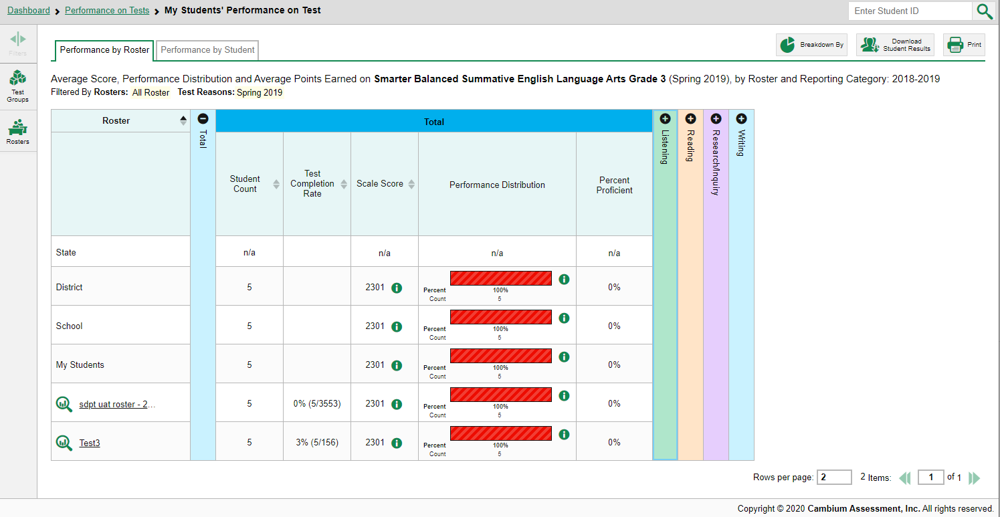 Dashboard > Performance on Tests > My Students' Performance on Test
Enter Student ID
Filters
Test
Groups
Rosters
Performance by Roster
Performance by Student
Breakdown By
Download
Student Results
Print
Average Score, Performance Distribution and Average Points Earned on Smarter Balanced Summative English Language Arts Grade 3 (Spring 2019), by Roster and Reporting Category: 2018-2019
Filtered By Rosters: All Roster Test Reasons: Spring 2019
Roster
Total
Total
Listening
Reading
Research/Inquiry
Writing
Student
Count
Test
Completion
Rate
Scale Score
Performance Distribution
Percent
Proficient
State n/a n/a n/a n/a
District 5 2301 0%
Percent 100%
Count 5
School 5 2301 0%
Percent 100%
Count 5
My Students 5 2301 0%
Percent 100%
Count 5
sdpt uat roster - 2... 5 0% (5/3553) 2301 0%
Percent 100%
Count 5
Test3 5 3% (5/156) 2301 0%
Percent 100%
Count 5
Rows per page: 2 2 Items: 1 of 1
Copyright © 2020 Cambium Assessment, Inc. All rights reserved.